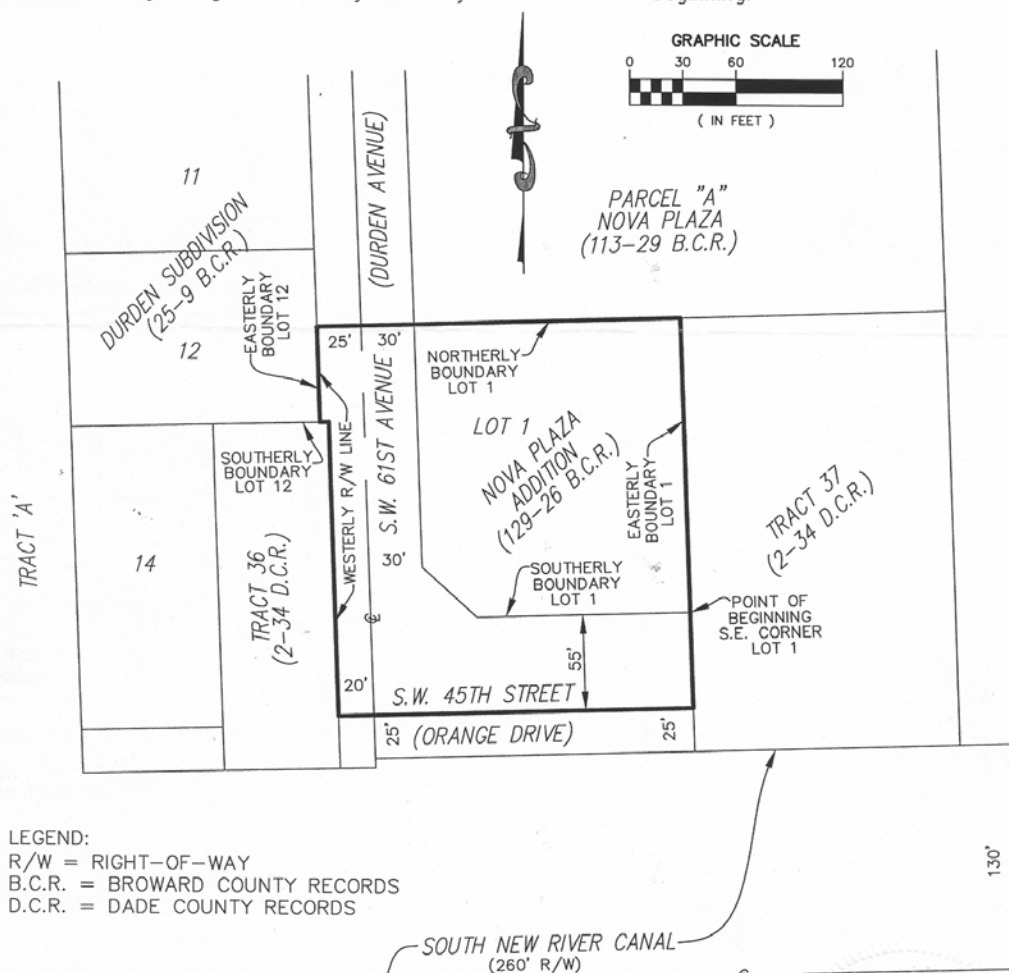 Beginning.
GRAPHIC SCALE
0 30 60 120
( IN FEET )
11
DURDEN SUBDIVISION
(25-9 B.C.R.)
(DURDEN AVENUE)
PARCEL "A"
NOVA PLAZA
(113-29 B.C.R.)
EASTERLY
BOUNDARY
LOT 12
12
25'
30'
NORTHERLY
BOUNDARY
LOT 1
LOT 1
S.W. 61ST AVENUE
NOVA PLAZA
ADDITION
(129-26 B.C.R.)
EASTERLY
BOUNDARY
LOT 1
SOUTHERLY
BOUNDARY
LOT 12
WESTERLY R/W LINE
TRACT 37
(2-34 D.C.R.)
TRACT 'A'
14
TRACT 36
(2-34 D.C.R.)
30'
SOUTHERLY
BOUNDARY
LOT 1
POINT OF
BEGINNING
S.E. CORNER
LOT 1
55'
20'
S.W. 45TH STREET
25'
(ORANGE DRIVE)
25'
LEGEND:
R/W = RIGHT-OF-WAY
B.C.R. = BROWARD COUNTY RECORDS
D.C.R. = DADE COUNTY RECORDS
130'
SOUTH NEW RIVER CANAL
(260' R/W)